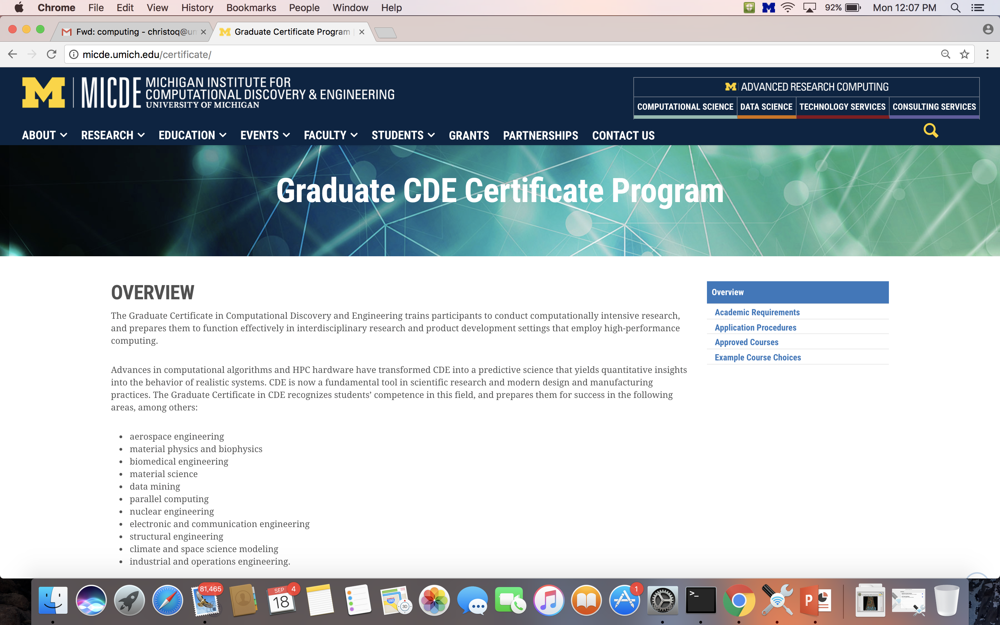 Chrome File Edit View History Bookmarks People Window Help 92% Mon 12:07 PM
Fwd: computing - christoq@um
Graduate Certificate Program |
micde.umich.edu/certificate/
M MICDE MICHIGAN INSTITUTE FOR
COMPUTATIONAL DISCOVERY & ENGINEERING
UNIVERSITY OF MICHIGAN
M ADVANCED RESEARCH COMPUTING
COMPUTATIONAL SCIENCE DATA SCIENCE TECHNOLOGY SERVICES CONSULTING SERVICES
ABOUT RESEARCH EDUCATION EVENTS FACULTY STUDENTS GRANTS PARTNERSHIPS CONTACT US
Graduate CDE Certificate Program
OVERVIEW
The Graduate Certificate in Computational Discovery and Engineering trains participants to conduct computationally intensive research,
and prepares them to function effectively in interdisciplinary research and product development settings that employ high-performance
computing.
Advances in computational algorithms and HPC hardware have transformed CDE into a predictive science that yields quantitative insights
into the behavior of realistic systems. CDE is now a fundamental tool in scientific research and modern design and manufacturing
practices. The Graduate Certificate in CDE recognizes students’ competence in this field, and prepares them for success in the following
areas, among others:
• aerospace engineering
• material physics and biophysics
• biomedical engineering
• material science
• data mining
• parallel computing
• nuclear engineering
• electronic and communication engineering
• structural engineering
• climate and space science modeling
• industrial and operations engineering.
Overview
Academic Requirements
Application Procedures
Approved Courses
Example Course Choices
81,465
SEP
18
4
280
3D
1
>_
P
data